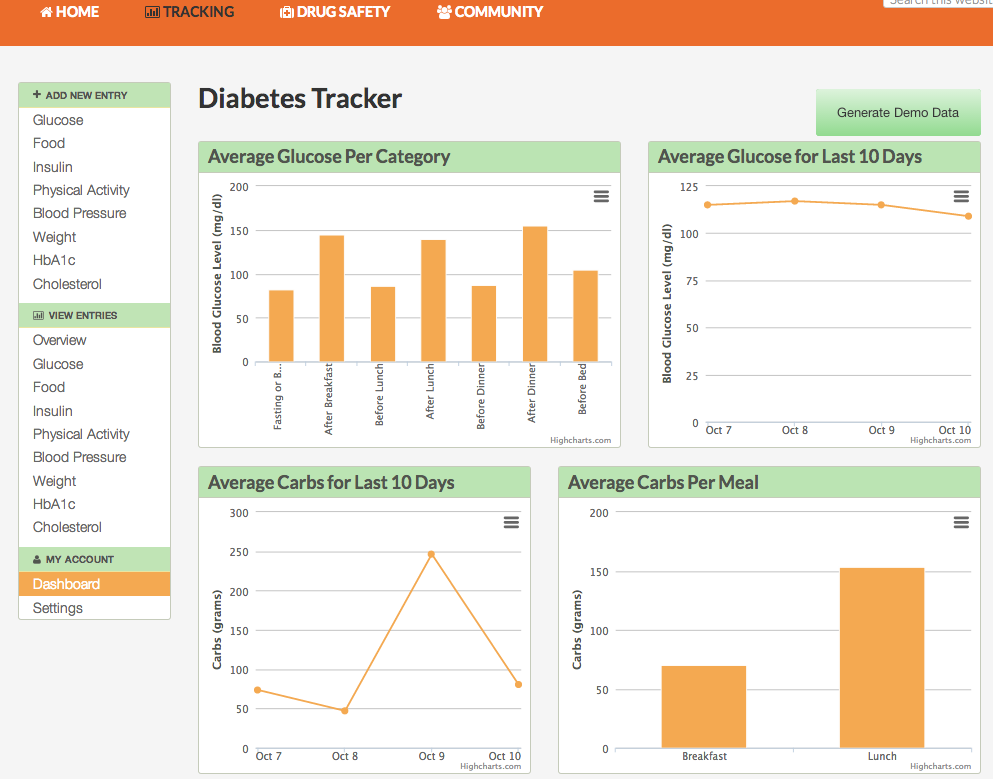 HOME
TRACKING
DRUG SAFETY
COMMUNITY
Search this website
ADD NEW ENTRY
Glucose
Food
Insulin
Physical Activity
Blood Pressure
Weight
HbA1c
Cholesterol
VIEW ENTRIES
Overview
Glucose
Food
Insulin
Physical Activity
Blood Pressure
Weight
HbA1c
Cholesterol
MY ACCOUNT
Dashboard
Settings
Diabetes Tracker
Generate Demo Data
Average Glucose Per Category
Blood Glucose Level (mg/dl)
200
150
100
50
0
Fasting or B...
After Breakfast
Before Lunch
After Lunch
Before Dinner
After Dinner
Before Bed
Highcharts.com
Average Glucose for Last 10 Days
Blood Glucose Level (mg/dl)
125
100
75
50
25
0
Oct 7
Oct 8
Oct 9
Oct 10
Highcharts.com
Average Carbs for Last 10 Days
Carbs (grams)
300
250
200
150
100
50
0
Oct 7
Oct 8
Oct 9
Oct 10
Highcharts.com
Average Carbs Per Meal
Carbs (grams)
200
150
100
50
0
Breakfast
Lunch
Highcharts.com